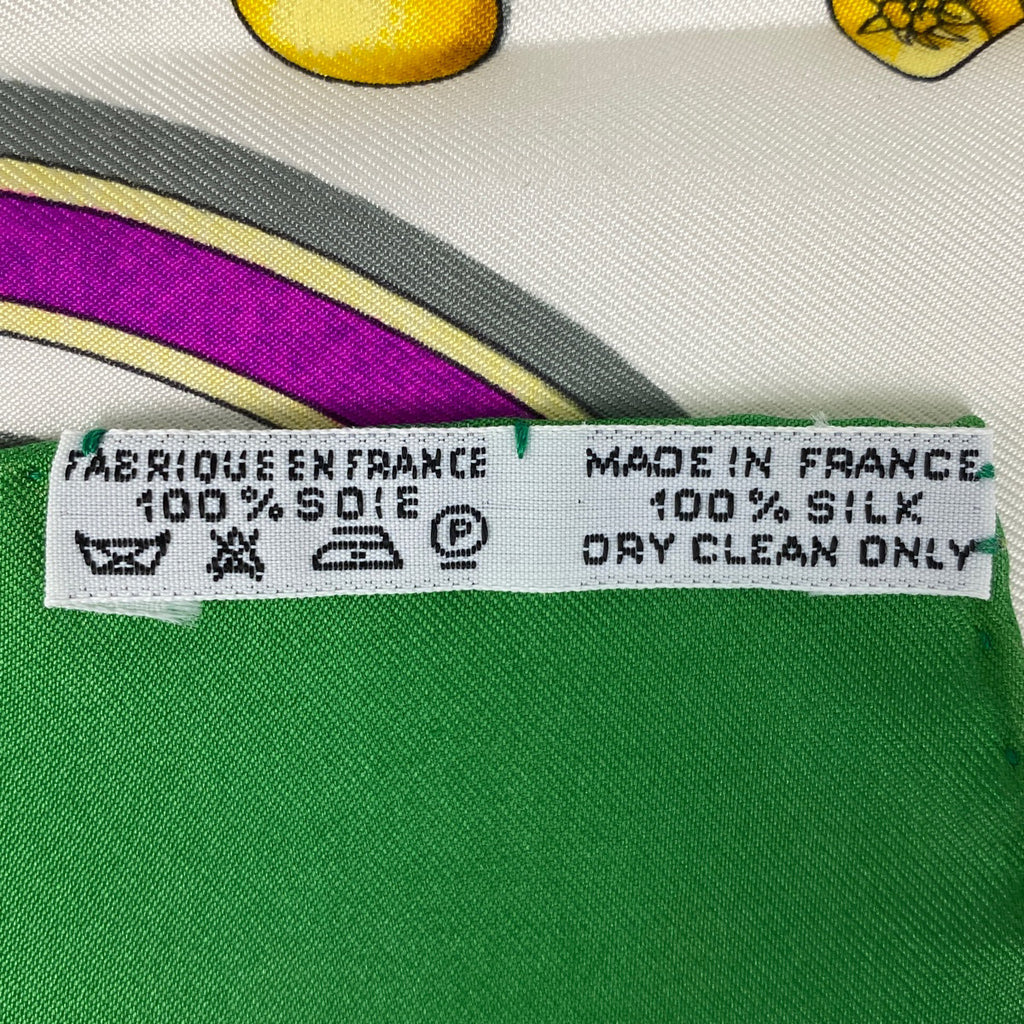 FABRIQUE EN FRANCE
100% SOIE
P
MADE IN FRANCE
100% SILK
DRY CLEAN ONLY